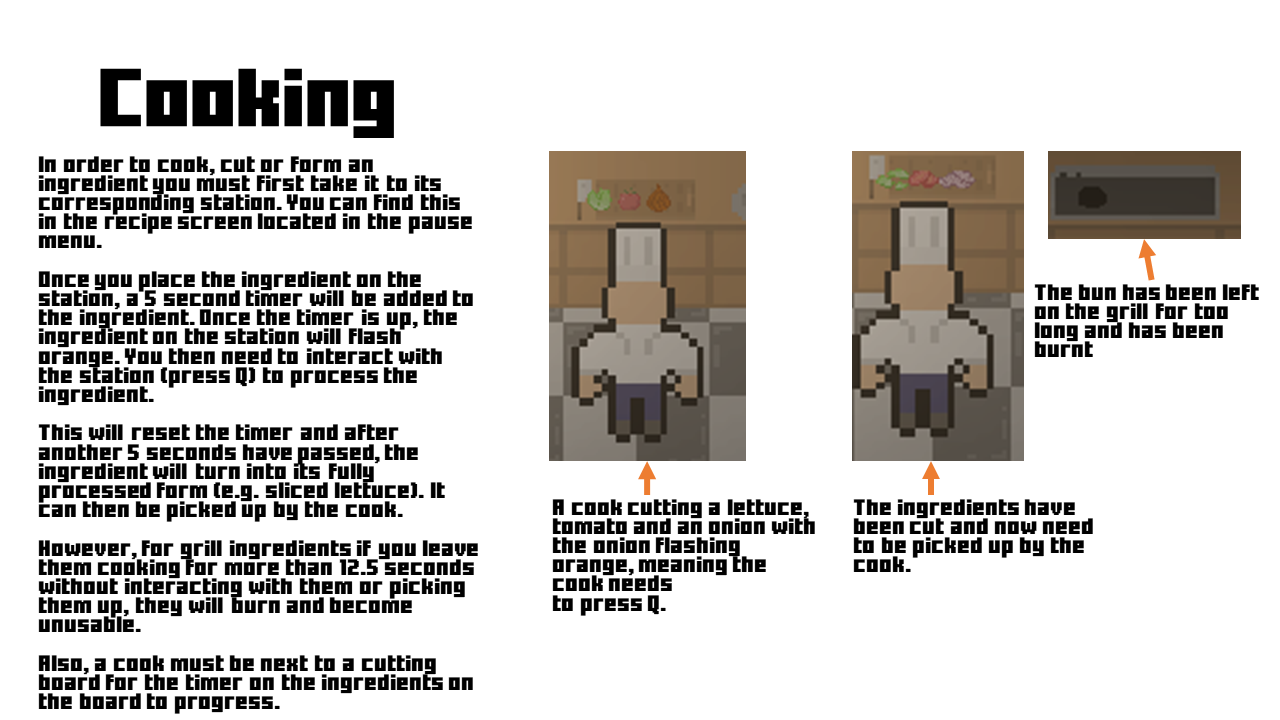 Cooking
In order to cook, cut or form an
ingredient you must first take it to its
corresponding station. You can find this
in the recipe screen located in the pause
menu.
Once you place the ingredient on the
station, a 5 second timer will be added to
the ingredient. Once the timer is up, the
ingredient on the station will flash
orange. You then need to interact with
the station (press Q) to process the
ingredient.
This will reset the timer and after
another 5 seconds have passed, the
ingredient will turn into its fully
processed form (e.g. sliced lettuce). It
can then be picked up by the cook.
However, for grill ingredients if you leave
them cooking for more than 12.5 seconds
without interacting with them or picking
them up, they will burn and become
unusable.
Also, a cook must be next to a cutting
board for the timer on the ingredients on
the board to progress.
A cook cutting a lettuce,
tomato and an onion with
the onion flashing
orange, meaning the
cook needs
to press Q.
The ingredients have
been cut and now need
to be picked up by the
cook.
The bun has been left
on the grill for too
long and has been
burnt